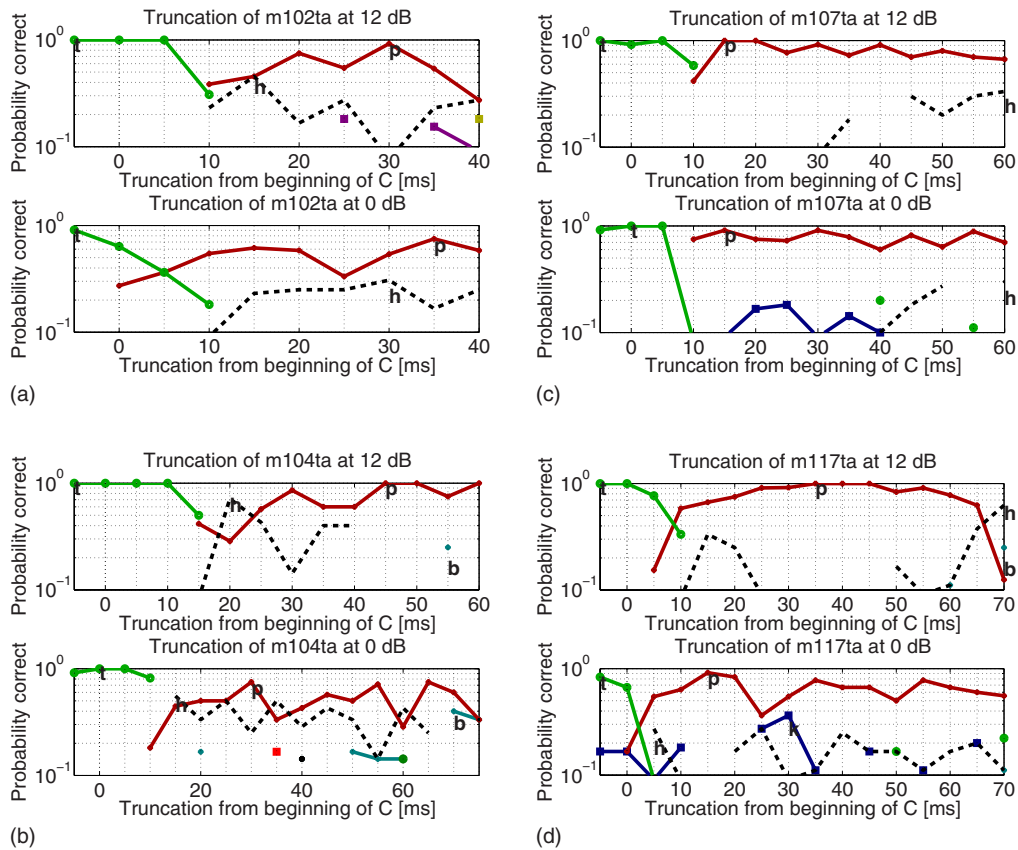 Truncation of m102ta at 12 dB
Probability correct
10^0
10^-1
t
h
p
0 10 20 30 40
Truncation from beginning of C [ms]
Truncation of m102ta at 0 dB
Probability correct
10^0
10^-1
t
h
p
0 10 20 30 40
Truncation from beginning of C [ms]
(a)
Truncation of m107ta at 12 dB
Probability correct
10^0
10^-1
t
p
h
0 10 20 30 40 50 60
Truncation from beginning of C [ms]
Truncation of m107ta at 0 dB
Probability correct
10^0
10^-1
t
p
h
0 10 20 30 40 50 60
Truncation from beginning of C [ms]
(c)
Truncation of m104ta at 12 dB
Probability correct
10^0
10^-1
t
h
p
b
0 10 20 30 40 50 60
Truncation from beginning of C [ms]
Truncation of m104ta at 0 dB
Probability correct
10^0
10^-1
t
h
p
b
0 10 20 30 40 50 60
Truncation from beginning of C [ms]
(b)
Truncation of m117ta at 12 dB
Probability correct
10^0
10^-1
t
p
h
b
0 10 20 30 40 50 60 70
Truncation from beginning of C [ms]
Truncation of m117ta at 0 dB
Probability correct
10^0
10^-1
t
h
p
k
0 10 20 30 40 50 60 70
Truncation from beginning of C [ms]
(d)